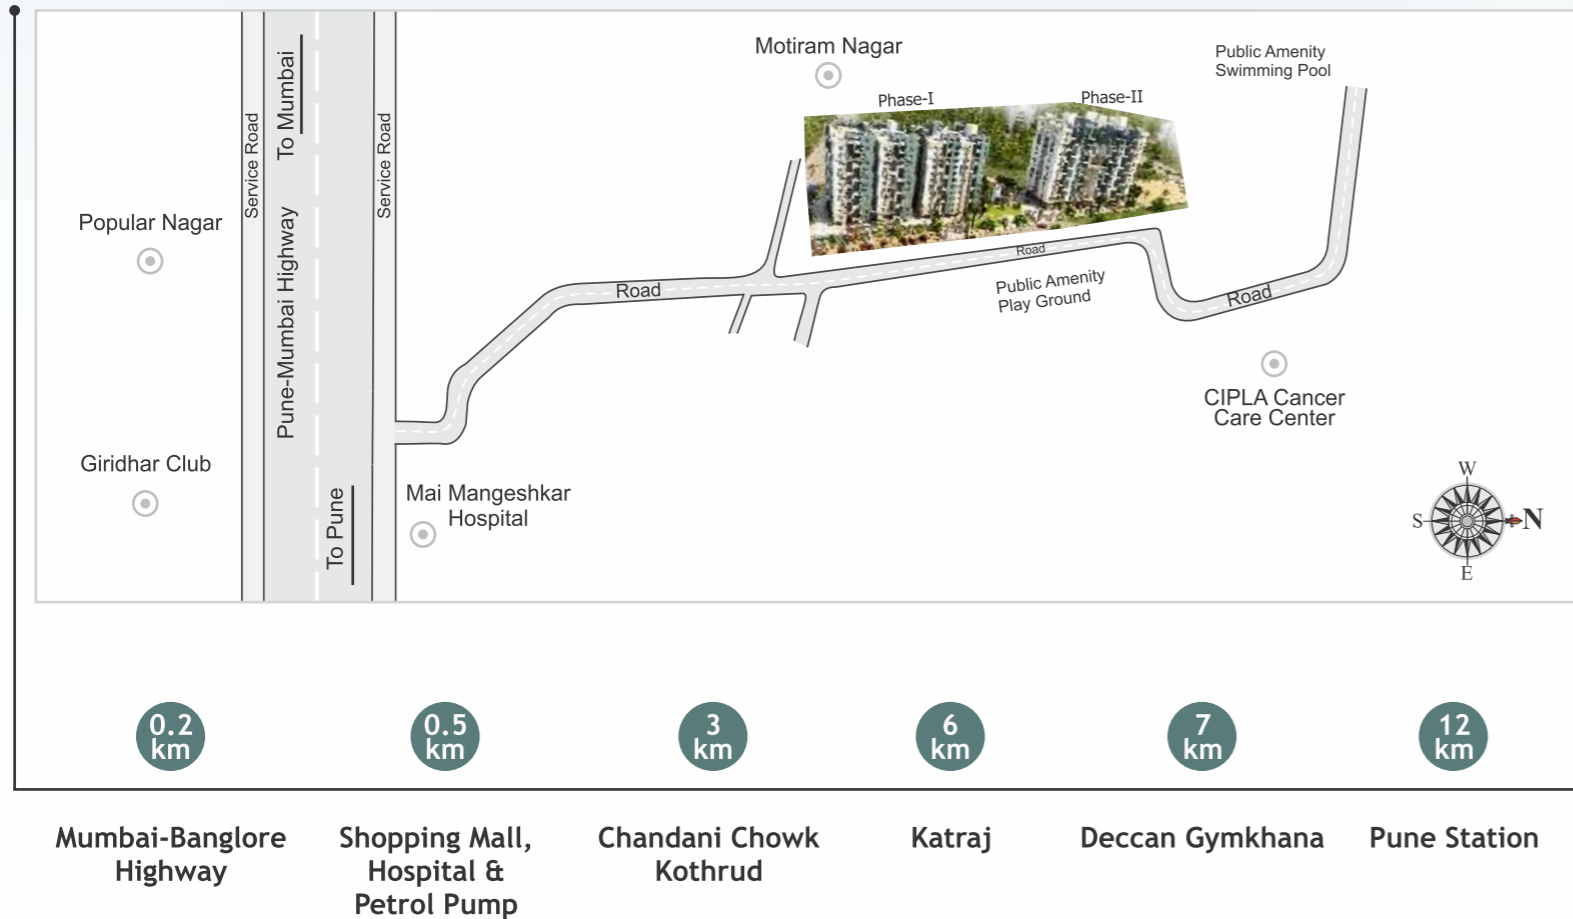 Motiram Nagar
Public Amenity
Swimming Pool
Phase-I
Phase-II
Service Road
To Mumbai
Service Road
Popular Nagar
Pune-Mumbai Highway
Road
Road
Public Amenity
Play Ground
Road
CIPLA Cancer
Care Center
Giridhar Club
To Pune
Mai Mangeshkar
Hospital
W
S
N
E
0.2
km
0.5
km
3
km
6
km
7
km
12
km
Mumbai-Banglore
Highway
Shopping Mall,
Hospital &
Petrol Pump
Chandani Chowk
Kothrud
Katraj
Deccan Gymkhana
Pune Station